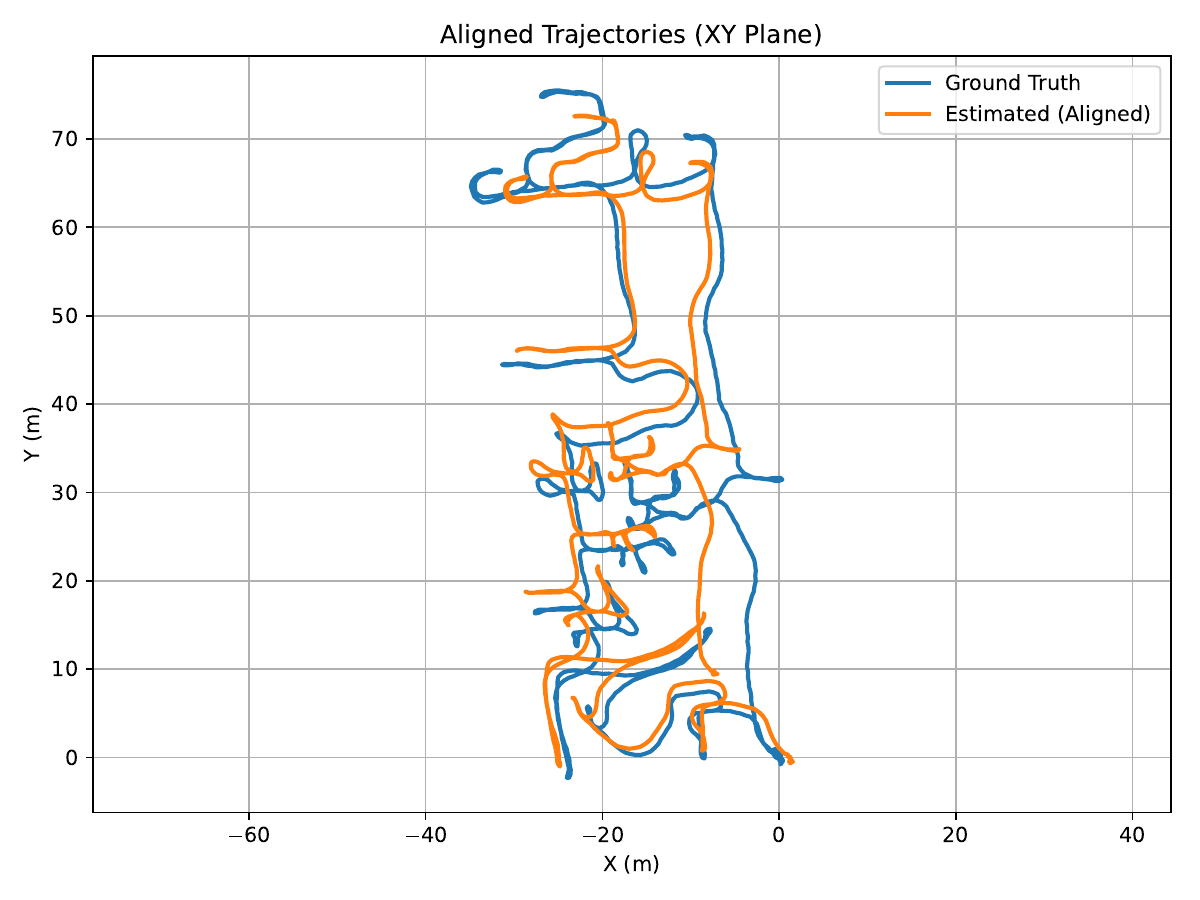 Aligned Trajectories (XY Plane)
Ground Truth
Estimated (Aligned)
Y (m)
70
60
50
40
30
20
10
0
−60 −40 −20 0 20 40
X (m)